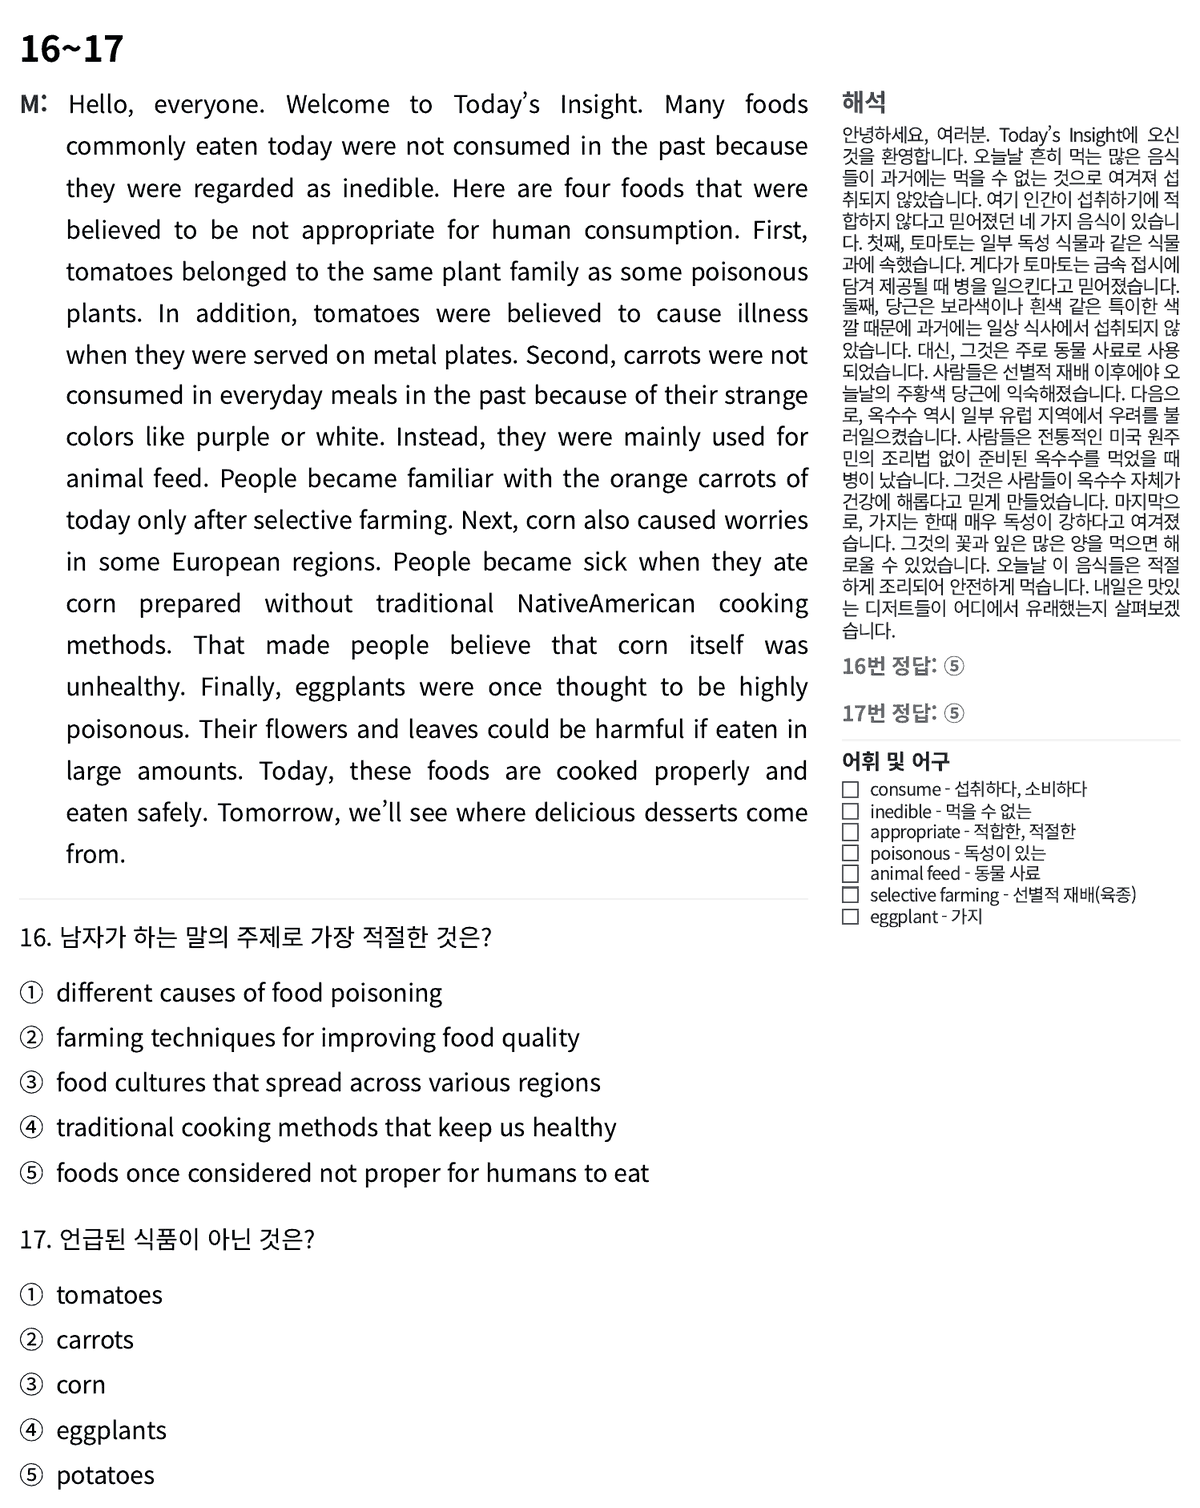 16~17
M: Hello, everyone. Welcome to Today’s Insight. Many foods
commonly eaten today were not consumed in the past because
they were regarded as inedible. Here are four foods that were
believed to be not appropriate for human consumption. First,
tomatoes belonged to the same plant family as some poisonous
plants. In addition, tomatoes were believed to cause illness
when they were served on metal plates. Second, carrots were not
consumed in everyday meals in the past because of their strange
colors like purple or white. Instead, they were mainly used for
animal feed. People became familiar with the orange carrots of
today only after selective farming. Next, corn also caused worries
in some European regions. People became sick when they ate
corn prepared without traditional NativeAmerican cooking
methods. That made people believe that corn itself was
unhealthy. Finally, eggplants were once thought to be highly
poisonous. Their flowers and leaves could be harmful if eaten in
large amounts. Today, these foods are cooked properly and
eaten safely. Tomorrow, we’ll see where delicious desserts come
from.
16. 남자가 하는 말의 주제로 가장 적절한 것은?
① different causes of food poisoning
② farming techniques for improving food quality
③ food cultures that spread across various regions
④ traditional cooking methods that keep us healthy
⑤ foods once considered not proper for humans to eat
17. 언급된 식품이 아닌 것은?
① tomatoes
② carrots
③ corn
④ eggplants
⑤ potatoes
해석
안녕하세요, 여러분. Today’s Insight에 오신
것을 환영합니다. 오늘날 흔히 먹는 많은 음식
들이 과거에는 먹을 수 없는 것으로 여겨져 섭
취되지 않았습니다. 여기 인간이 섭취하기에 적
합하지 않다고 믿어졌던 네 가지 음식이 있습니
다. 첫째, 토마토는 일부 독성 식물과 같은 식물
과에 속했습니다. 게다가 토마토는 금속 접시에
담겨 제공될 때 병을 일으킨다고 믿어졌습니다.
둘째, 당근은 보라색이나 흰색 같은 특이한 색
깔 때문에 과거에는 일상 식사에서 섭취되지 않
았습니다. 대신, 그것은 주로 동물 사료로 사용
되었습니다. 사람들은 선별적 재배 이후에야 오
늘날의 주황색 당근에 익숙해졌습니다. 다음으
로, 옥수수 역시 일부 유럽 지역에서 우려를 불
러일으켰습니다. 사람들은 전통적인 미국 원주
민의 조리법 없이 준비된 옥수수를 먹었을 때
병이 났습니다. 그것은 사람들이 옥수수 자체가
건강에 해롭다고 믿게 만들었습니다. 마지막으
로, 가지는 한때 매우 독성이 강하다고 여겨졌
습니다. 그것의 꽃과 잎은 많은 양을 먹으면 해
로울 수 있었습니다. 오늘날 이 음식들은 적절
하게 조리되어 안전하게 먹습니다. 내일은 맛있
는 디저트들이 어디에서 유래했는지 살펴보겠
습니다.
16번 정답: ⑤
17번 정답: ⑤
어휘 및 어구
□ consume - 섭취하다, 소비하다
□ inedible - 먹을 수 없는
□ appropriate - 적합한, 적절한
□ poisonous - 독성이 있는
□ animal feed - 동물 사료
□ selective farming - 선별적 재배(육종)
□ eggplant - 가지